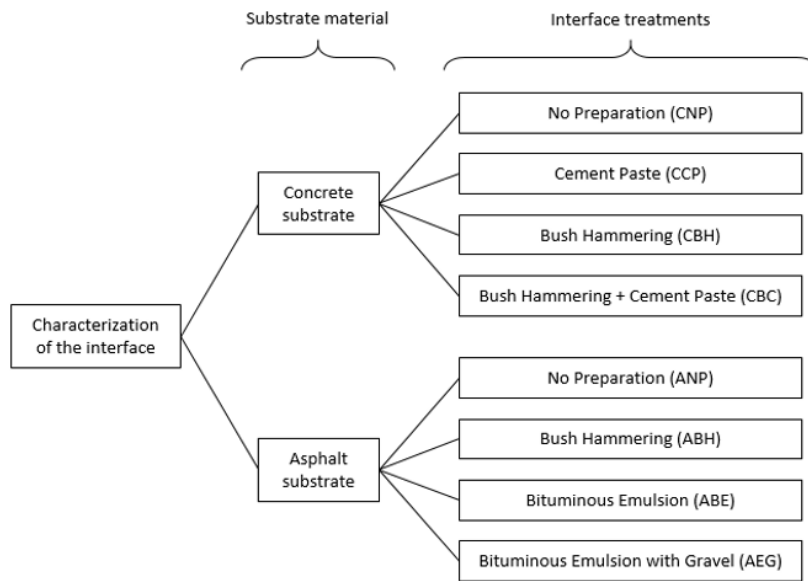 Substrate material
Interface treatments
No Preparation (CNP)
Cement Paste (CCP)
Concrete
substrate
Bush Hammering (CBH)
Bush Hammering + Cement Paste (CBC)
Characterization
of the interface
No Preparation (ANP)
Bush Hammering (ABH)
Asphalt
substrate
Bituminous Emulsion (ABE)
Bituminous Emulsion with Gravel (AEG)